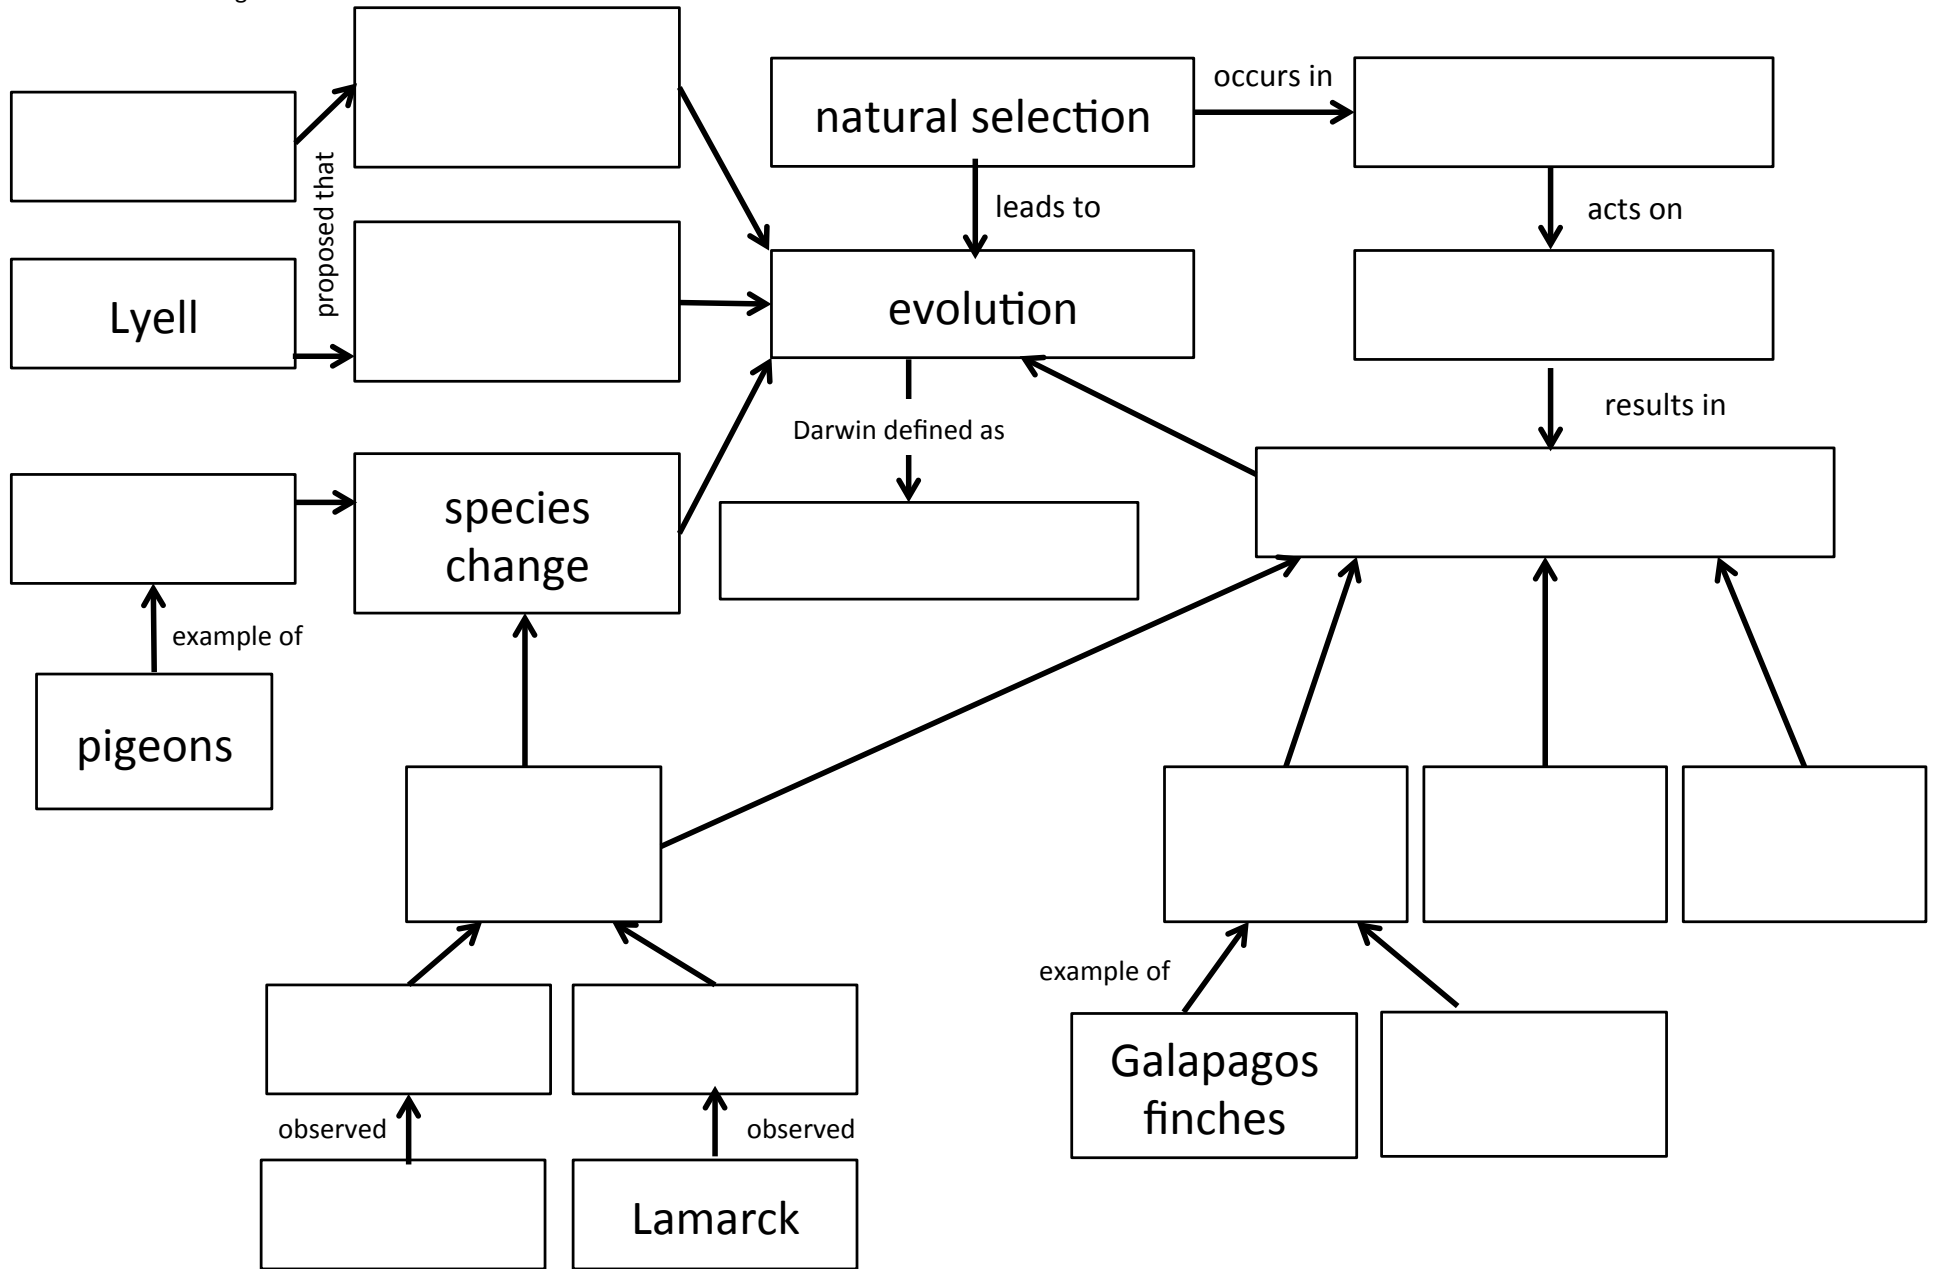 natural selection
occurs in
proposed that
leads to
acts on
Lyell
evolution
results in
Darwin defined as
species
change
example of
pigeons
example of
Galapagos
finches
observed
observed
Lamarck